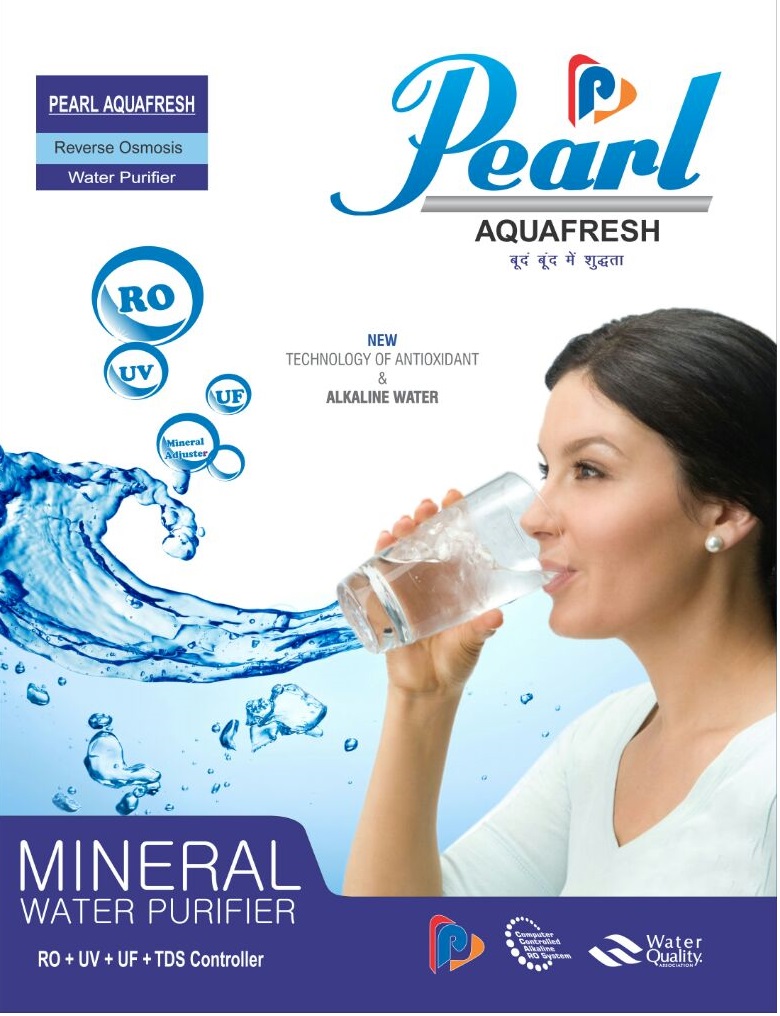 PEARL AQUAFRESH
Reverse Osmosis
Water Purifier
Pearl
AQUAFRESH
बूदं बूंद में शुद्धता
RO
UV
UF
Mineral
Adjuster
NEW
TECHNOLOGY OF ANTIOXIDANT
&
ALKALINE WATER
MINERAL
WATER PURIFIER
RO + UV + UF + TDS Controller
Computer
Controlled
Alkaline
RO System
Water
Quality.
ASSOCIATION